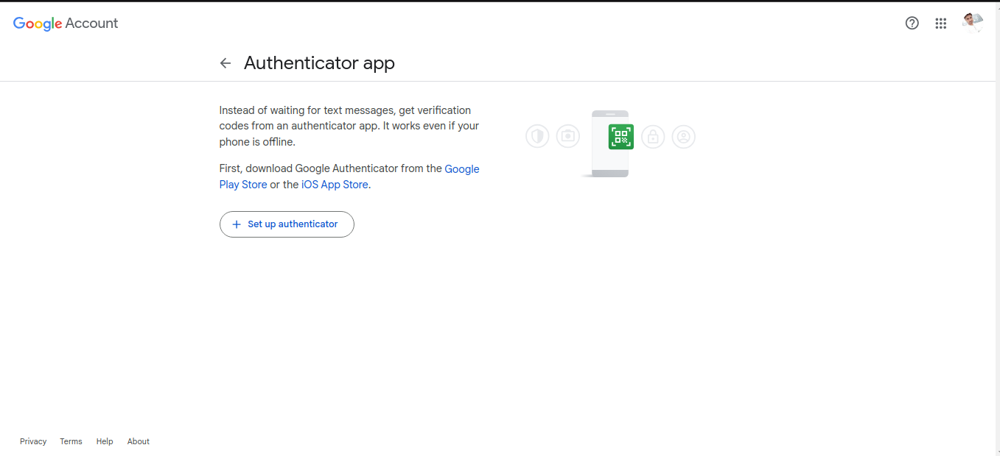 Google Account
Authenticator app
Instead of waiting for text messages, get verification
codes from an authenticator app. It works even if your
phone is offline.
First, download Google Authenticator from the Google
Play Store or the iOS App Store.
+ Set up authenticator
Privacy Terms Help About